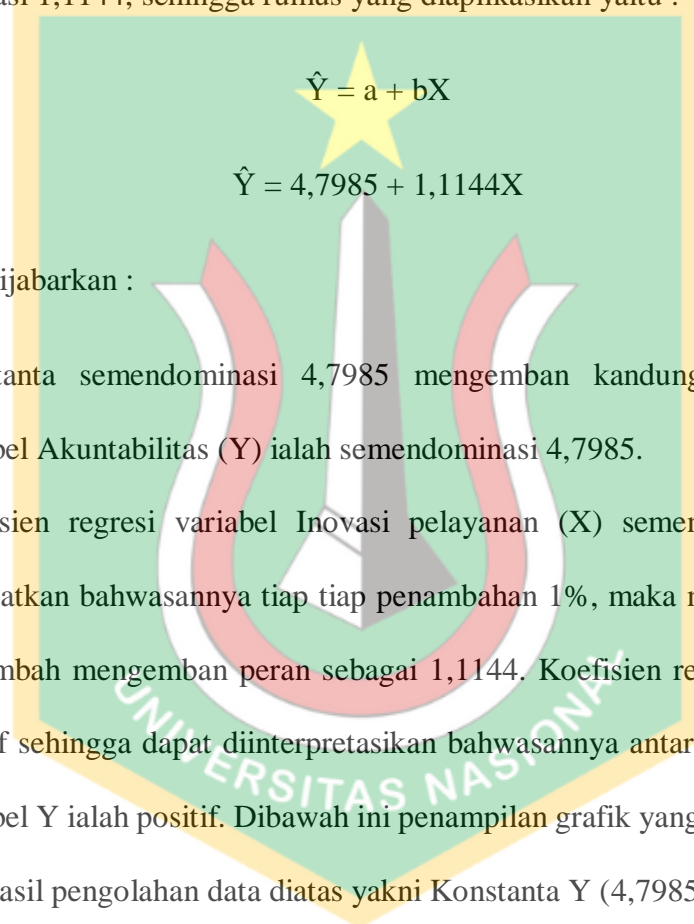 1,1144, sehingga rumus yang diaplikasikan yaitu :
Ŷ = a + bX
Ŷ = 4,7985 + 1,1144X
ijabarkan :
tanta semendominasi 4,7985 mengemban kandung
bel Akuntabilitas (Y) ialah semendominasi 4,7985.
sien regresi variabel Inovasi pelayanan (X) semen
atkan bahwasannya tiap tiap penambahan 1%, maka
mbah mengemban peran sebagai 1,1144. Koefisien re
f sehingga dapat diinterpretasikan bahwasannya antar
bel Y ialah positif. Dibawah ini penampilan grafik yang
asil pengolahan data diatas yakni Konstanta Y (4,7985
UNIVERSITAS NASIONAL